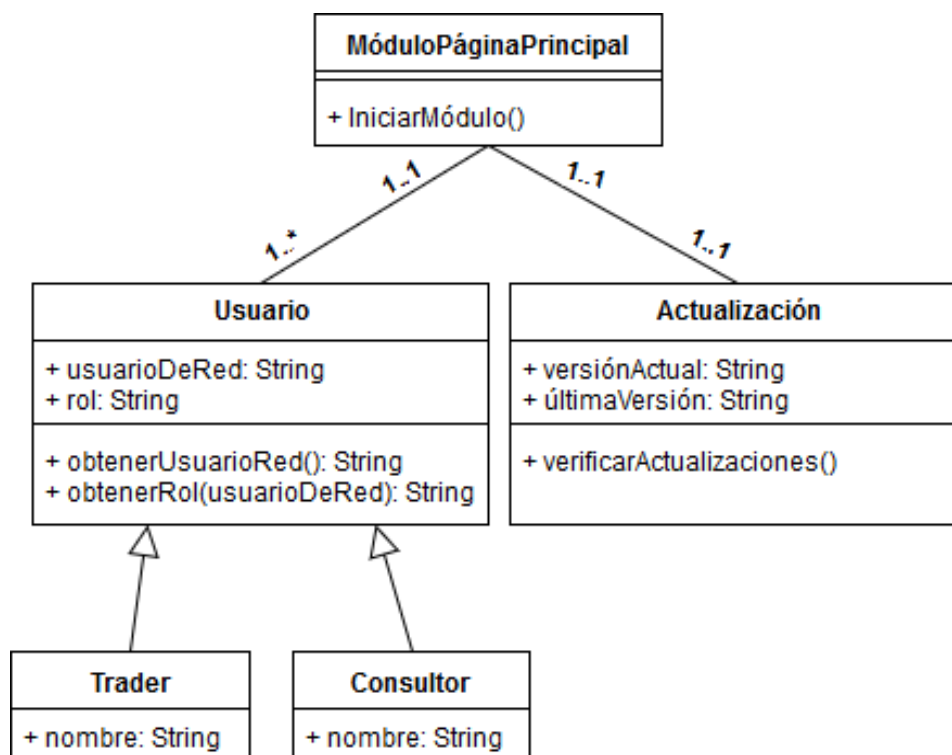 MóduloPáginaPrincipal
+ IniciarMódulo()
1..1
1..1
1..*
1..1
Usuario
+ usuarioDeRed: String
+ rol: String
+ obtenerUsuarioRed(): String
+ obtenerRol(usuarioDeRed): String
Actualización
+ versiónActual: String
+ últimaVersión: String
+ verificarActualizaciones()
Trader
+ nombre: String
Consultor
+ nombre: String